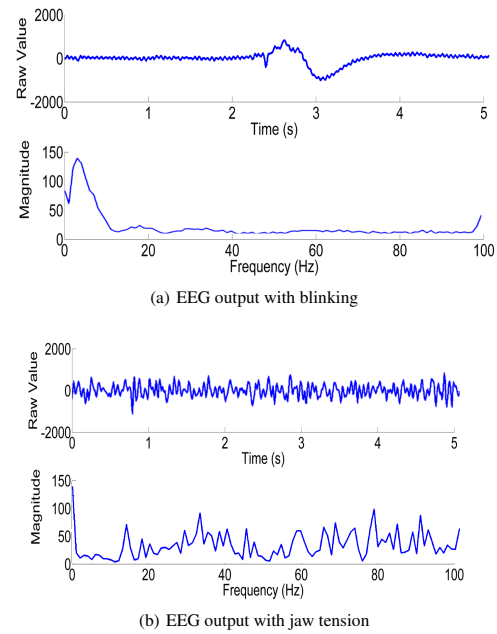 2000
0
-2000
Raw Value
0 1 2 3 4 5
Time (s)
150
100
50
0
Magnitude
0 20 40 60 80 100
Frequency (Hz)
(a) EEG output with blinking
2000
0
-2000
Raw Value
0 1 2 3 4 5
Time (s)
150
100
50
0
Magnitude
0 20 40 60 80 100
Frequency (Hz)
(b) EEG output with jaw tension